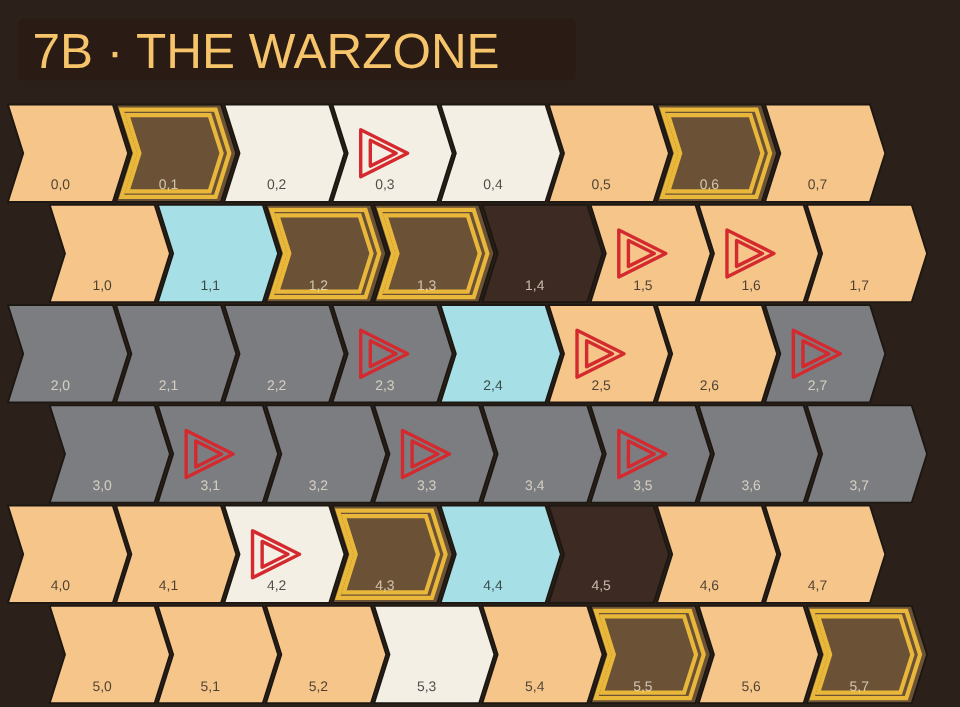 7B · THE WARZONE
0,0 0,1 0,2 0,3 0,4 0,5 0,6 0,7
1,0 1,1 1,2 1,3 1,4 1,5 1,6 1,7
2,0 2,1 2,2 2,3 2,4 2,5 2,6 2,7
3,0 3,1 3,2 3,3 3,4 3,5 3,6 3,7
4,0 4,1 4,2 4,3 4,4 4,5 4,6 4,7
5,0 5,1 5,2 5,3 5,4 5,5 5,6 5,7